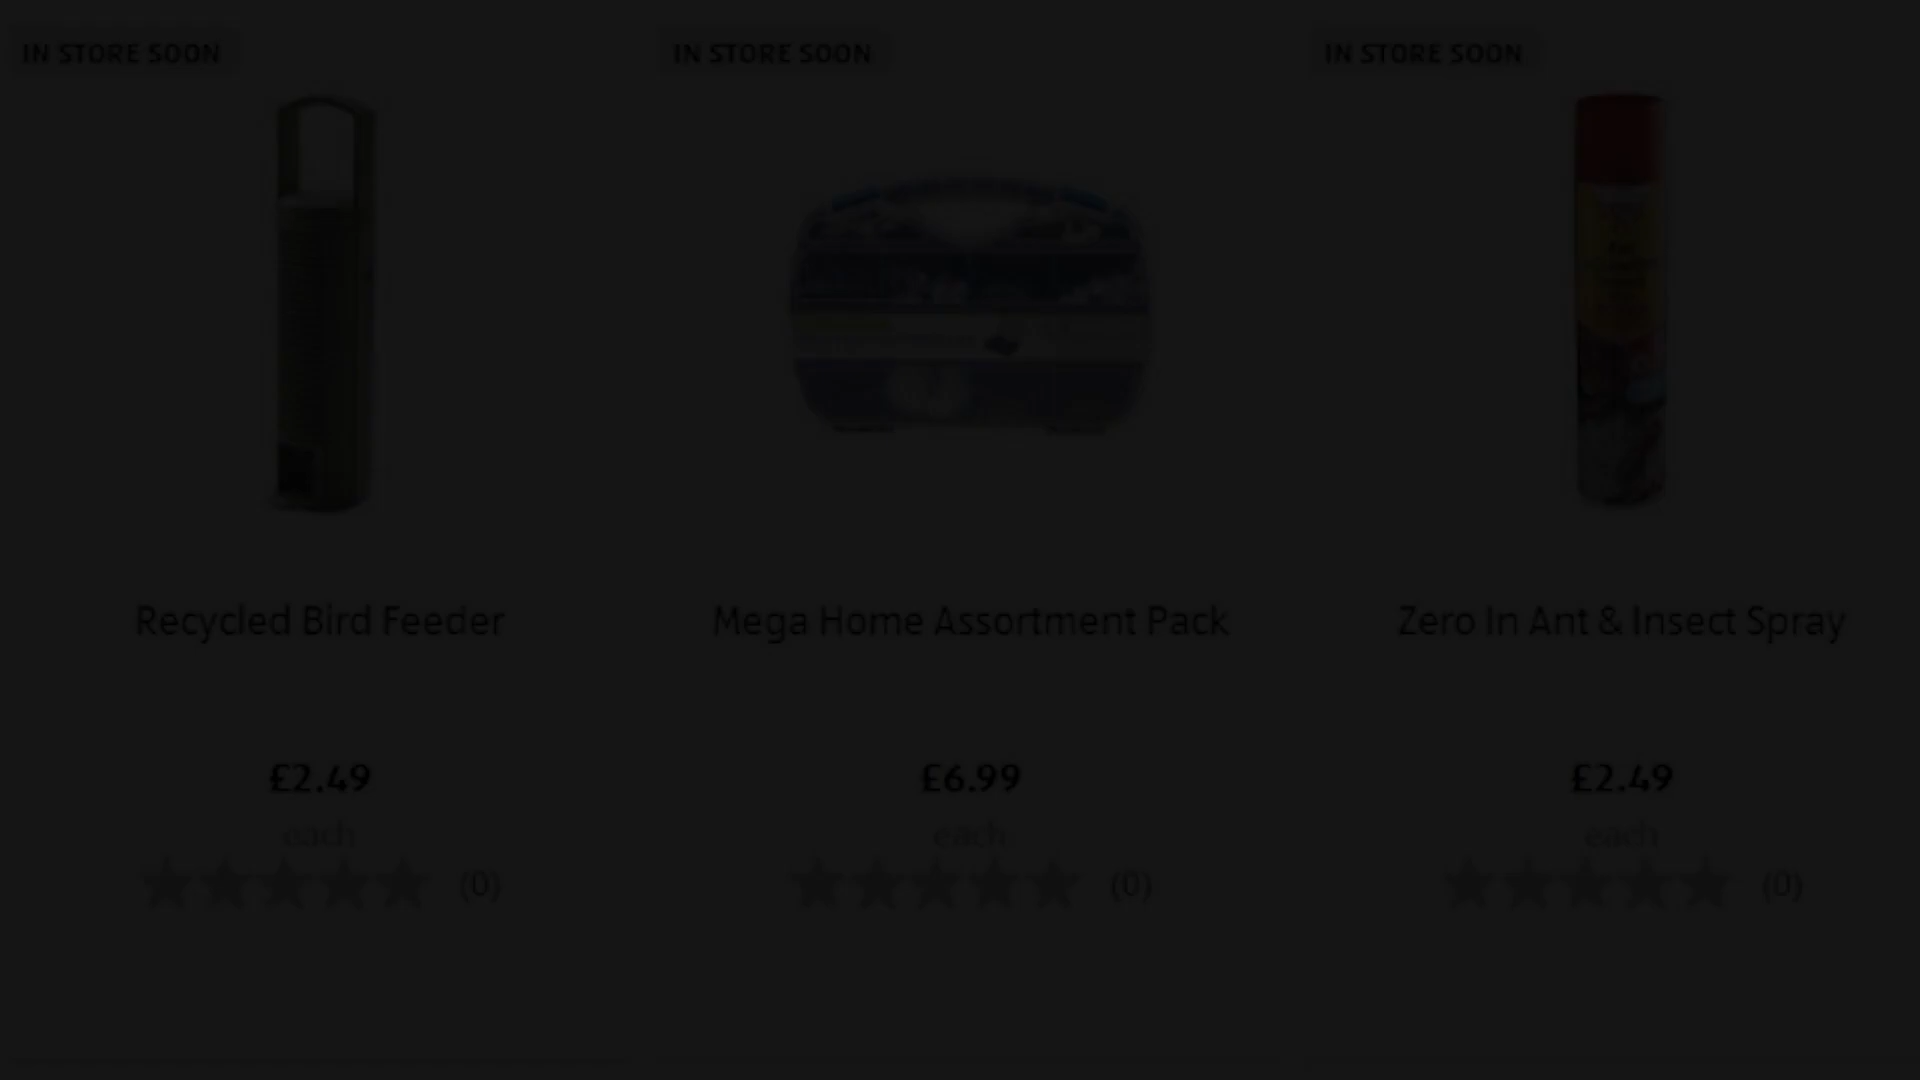 IN STORE SOON
IN STORE SOON
IN STORE SOON
Recycled Bird Feeder
Mega Home Assortment Pack
Zero In Ant & Insect Spray
£2.49
£6.99
£2.49
each
each
each
(0)
(0)
(0)